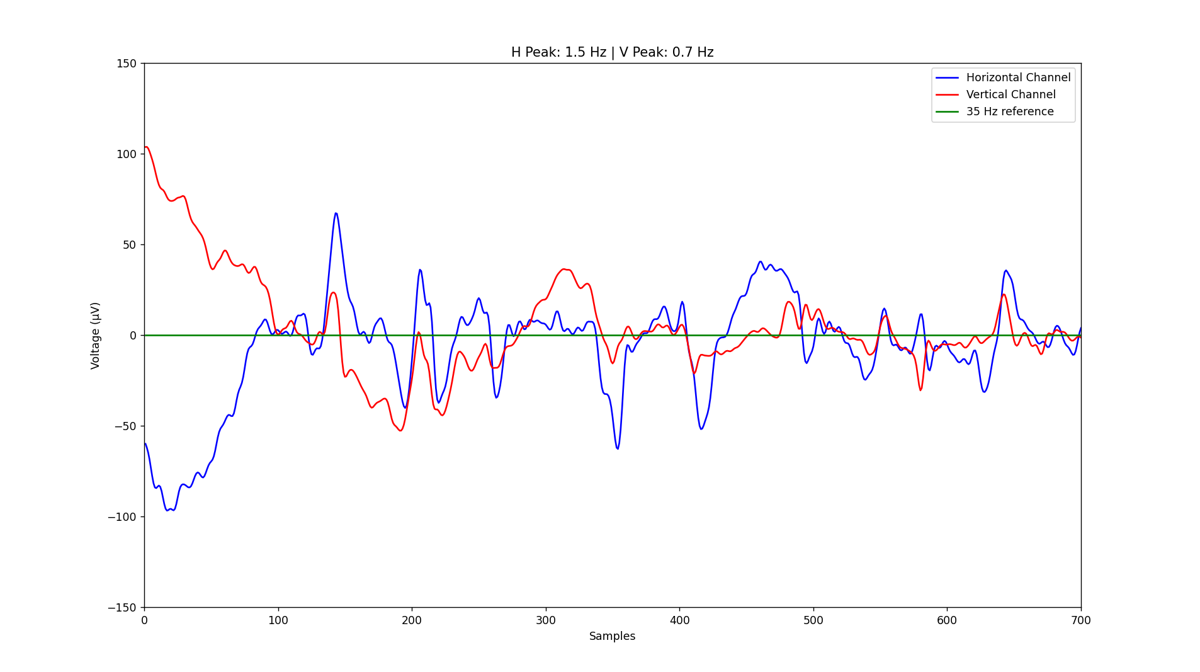 H Peak: 1.5 Hz | V Peak: 0.7 Hz
Horizontal Channel
Vertical Channel
35 Hz reference
Voltage (µV)
150
100
50
0
−50
−100
−150
0
100
200
300
400
500
600
700
Samples